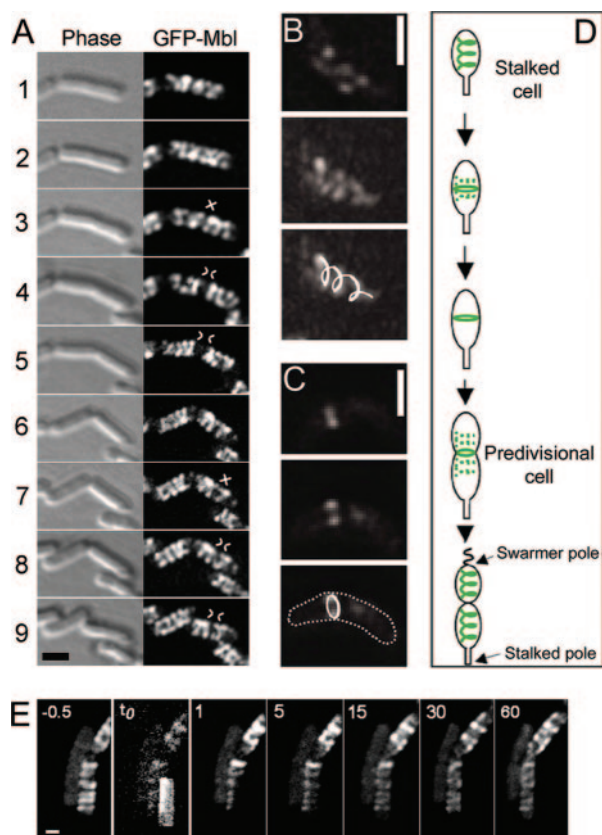 A
Phase GFP-Mbl
1
2
3
4
5
6
7
8
9
B
C
D
Stalked
cell
Predivisional
cell
Swarmer pole
Stalked pole
E
-0.5 t0 1 5 15 30 60